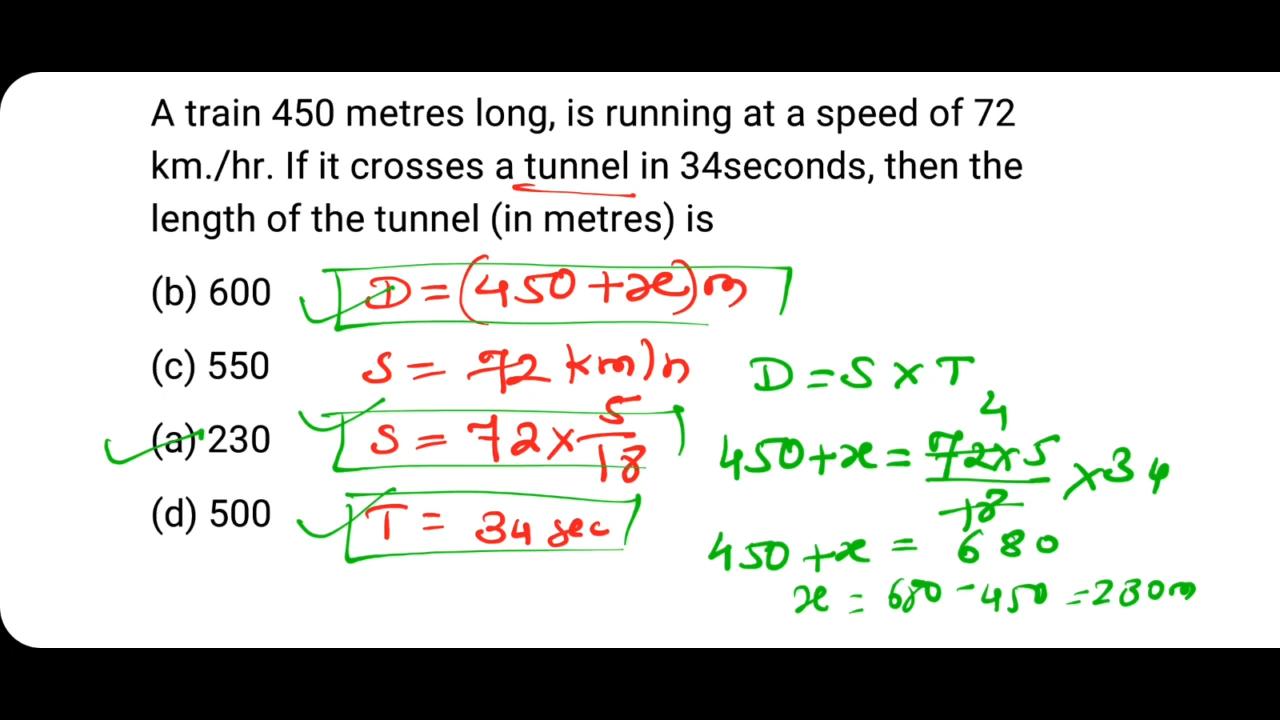 A train 450 metres long, is running at a speed of 72
km./hr. If it crosses a tunnel in 34seconds, then the
length of the tunnel (in metres) is
(b) 600
D = (450 + x) m
(c) 550
S = 72 km/h
(a) 230
S = 72 × 5/18
(d) 500
T = 34 sec
D = S × T
4
450 + x = 72 × 5/18 × 34
450 + x = 680
x = 680 - 450 = 230m